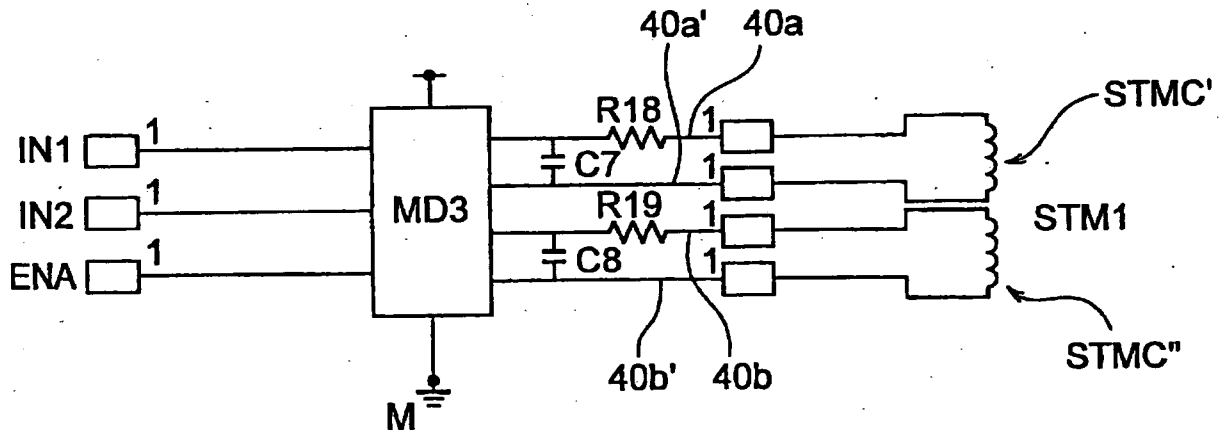 40a' 40a
STMC'
R18
1
1
IN1
C7
1
MD3
R19
1
IN2
1
STM1
1
C8
1
ENA
STMC"
40b' 40b
M